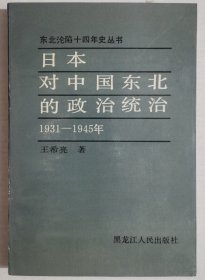 东北沦陷十四年史丛书
日本
对中国东北
的政治统治
1931—1945年
王希亮 著
黑龙江人民出版社